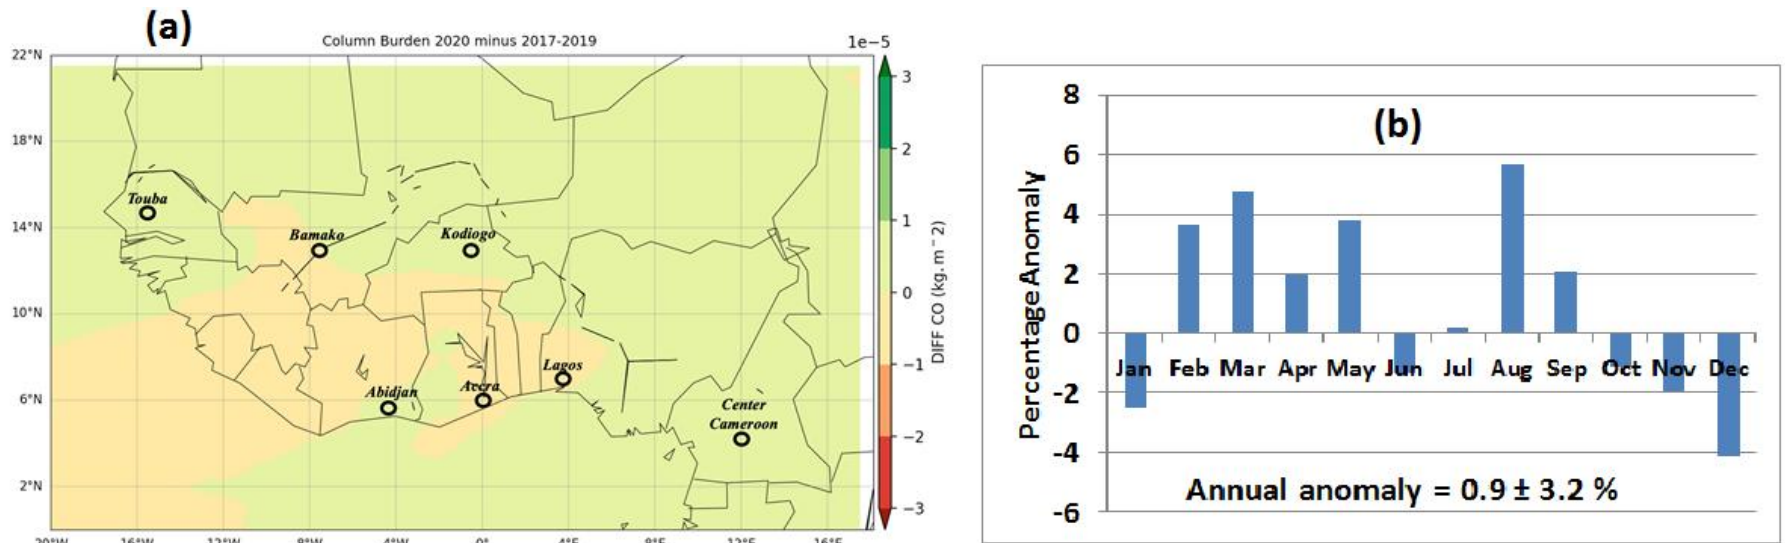 (a)
Column Burden 2020 minus 2017-2019
1e−5
22°N
18°N
14°N
10°N
6°N
2°N
20°W 16°W 12°W 8°W 4°W 0° 4°E 8°E 12°E 16°E
Touba
Bamako
Kodiogo
Lagos
Abidjan
Accra
Center
Cameroon
3
2
1
0
−1
−2
−3
DIFF CO (kg.m−2)
(b)
Percentage Anomaly
8
6
4
2
0
-2
-4
-6
Jan Feb Mar Apr May Jun Jul Aug Sep Oct Nov Dec
Annual anomaly = 0.9 ± 3.2 %